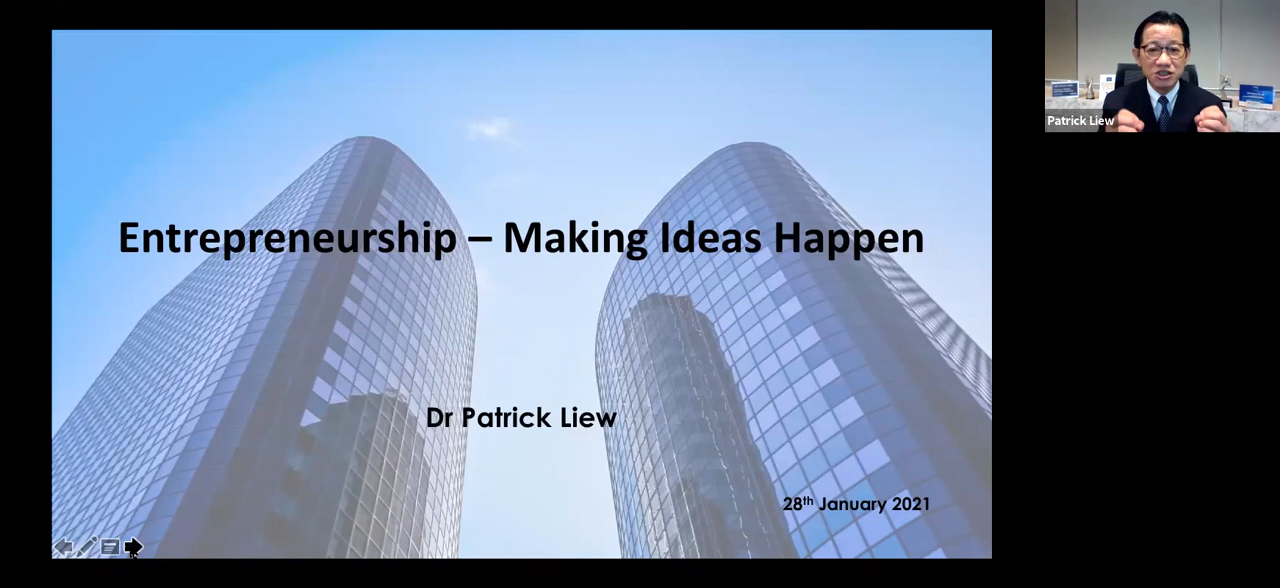 Entrepreneurship – Making Ideas Happen
Dr Patrick Liew
28th January 2021
Patrick Liew